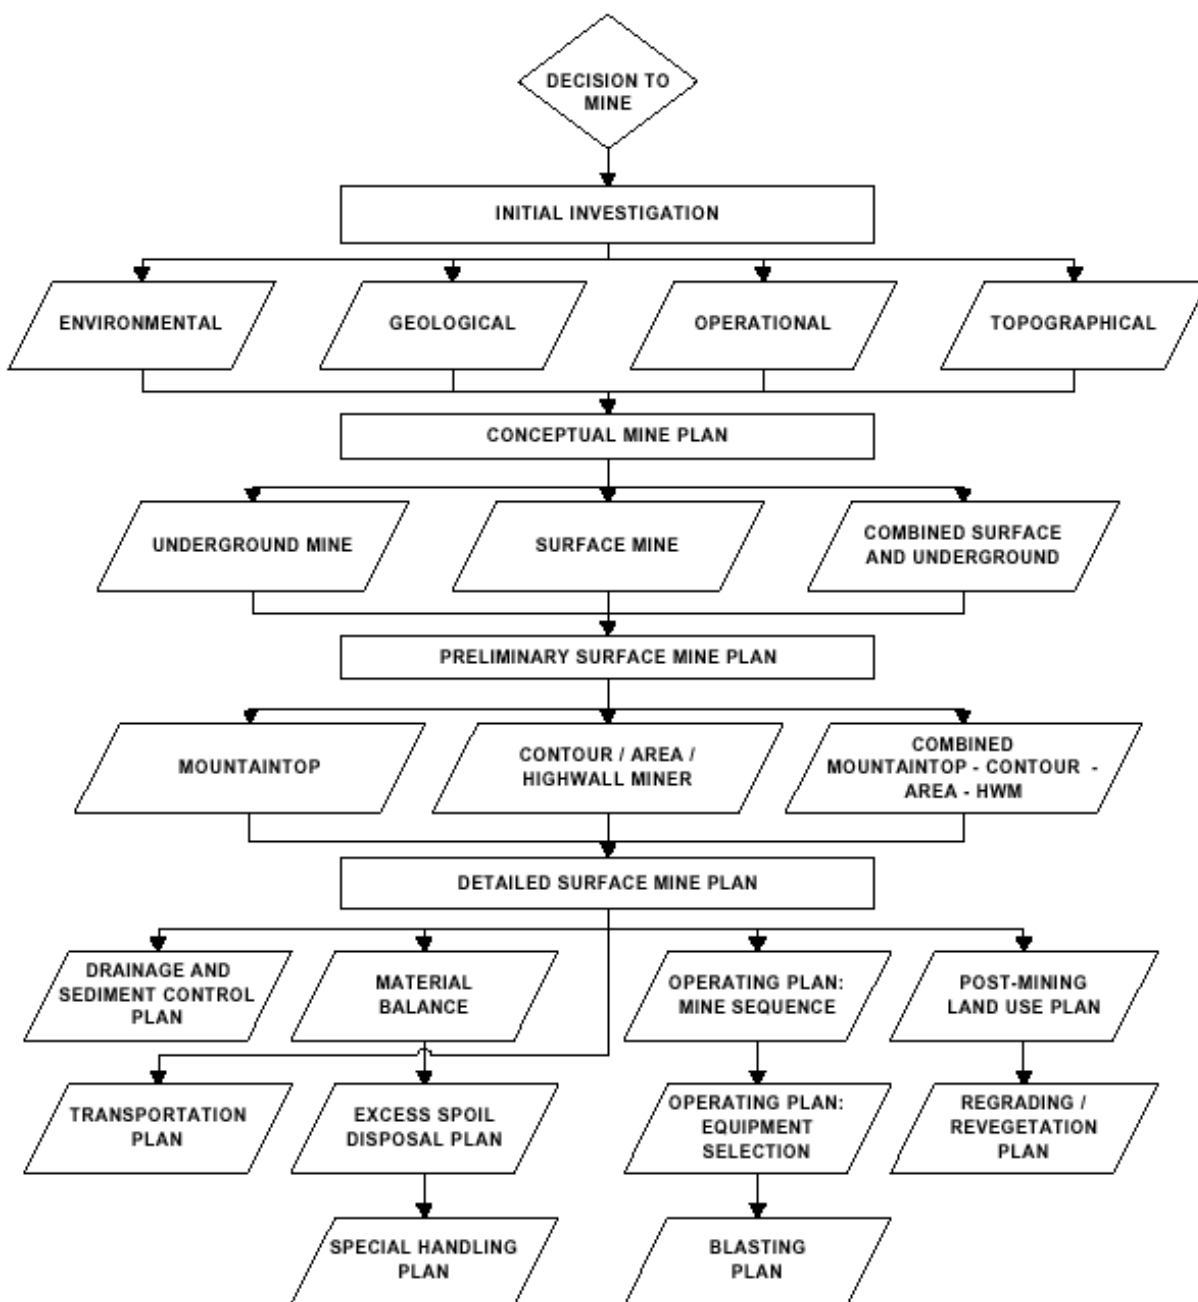 DECISION TO
MINE
INITIAL INVESTIGATION
ENVIRONMENTAL
GEOLOGICAL
OPERATIONAL
TOPOGRAPHICAL
CONCEPTUAL MINE PLAN
UNDERGROUND MINE
SURFACE MINE
COMBINED SURFACE
AND UNDERGROUND
PRELIMINARY SURFACE MINE PLAN
MOUNTAINTOP
CONTOUR / AREA /
HIGHWALL MINER
COMBINED
MOUNTAINTOP - CONTOUR -
AREA - HWM
DETAILED SURFACE MINE PLAN
DRAINAGE AND
SEDIMENT CONTROL
PLAN
MATERIAL
BALANCE
OPERATING PLAN:
MINE SEQUENCE
POST-MINING
LAND USE PLAN
TRANSPORTATION
PLAN
EXCESS SPOIL
DISPOSAL PLAN
OPERATING PLAN:
EQUIPMENT
SELECTION
REGRADING /
REVEGETATION
PLAN
SPECIAL HANDLING
PLAN
BLASTING
PLAN